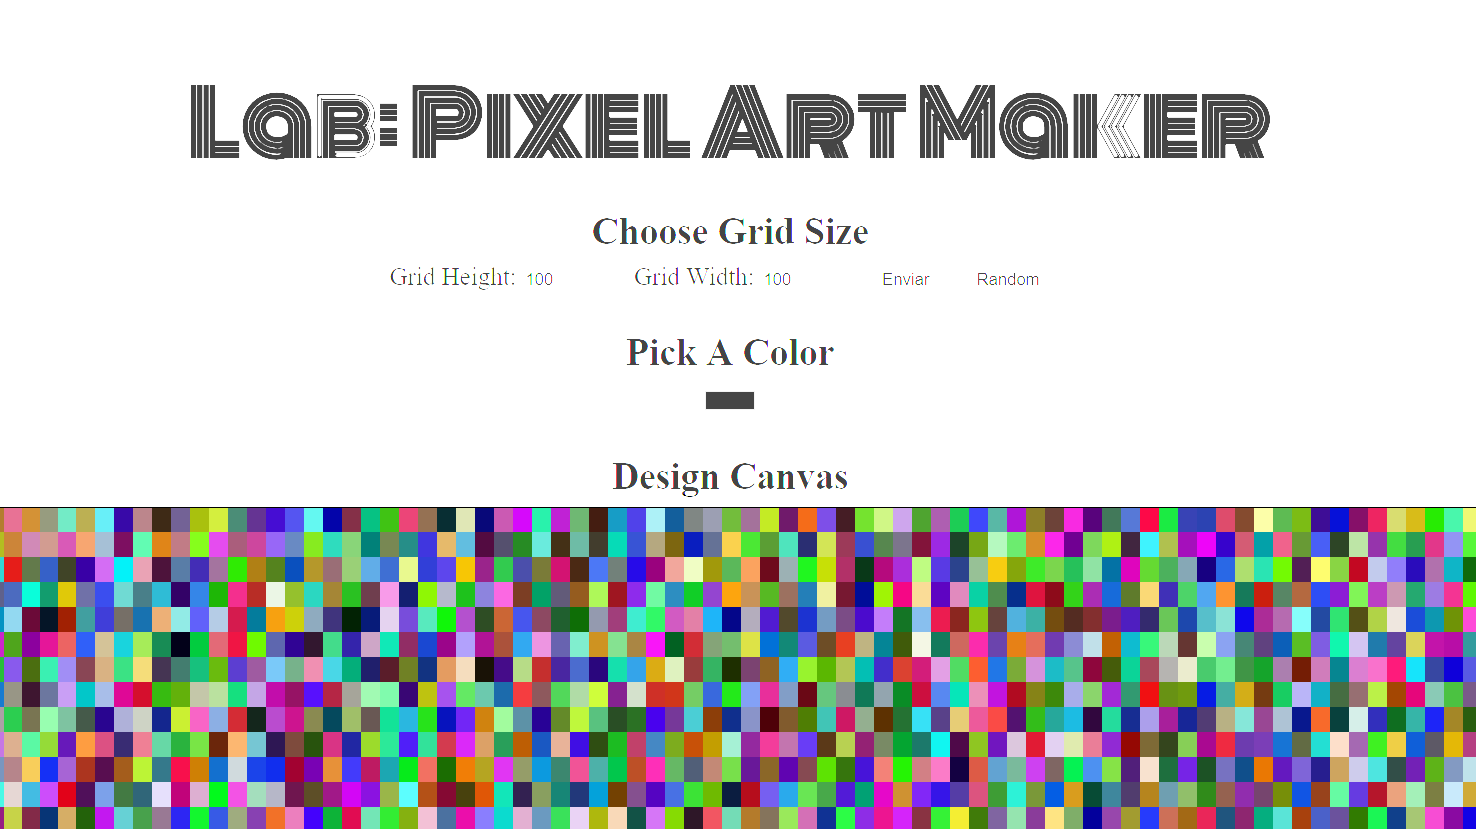 Lab: Pixel Art Maker
Choose Grid Size
Grid Height: 100 Grid Width: 100 Enviar Random
Pick A Color
Design Canvas